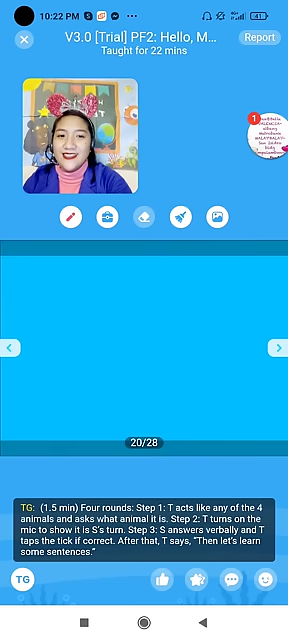 10:22 PM
41
V3.0 [Trial] PF2: Hello, M...
Taught for 22 mins
Report
1
20/28
TG: (1.5 min) Four rounds: Step 1: T acts like any of the 4
animals and asks what animal it is. Step 2: T turns on the
mic to show it is S's turn. Step 3: S answers verbally and T
taps the tick if correct. After that, T says, "Then let's learn
some sentences."
TG